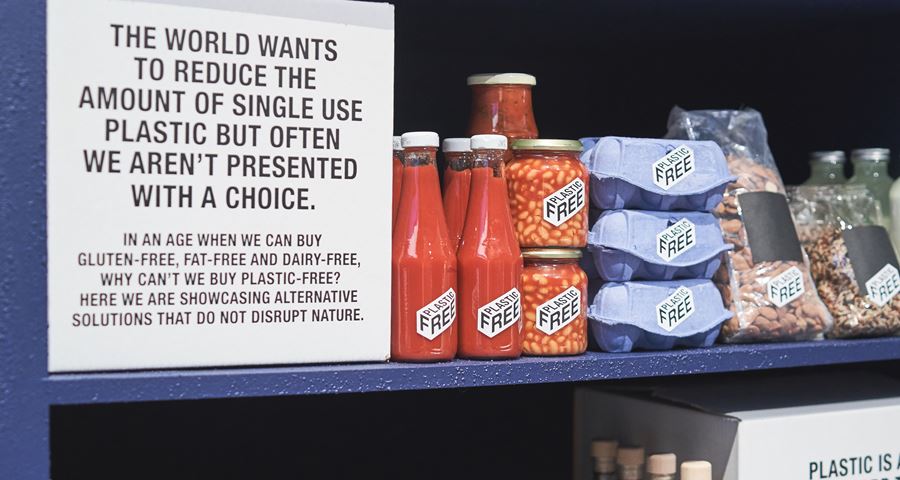 THE WORLD WANTS
TO REDUCE THE
AMOUNT OF SINGLE USE
PLASTIC BUT OFTEN
WE AREN'T PRESENTED
WITH A CHOICE.
IN AN AGE WHEN WE CAN BUY
GLUTEN-FREE, FAT-FREE AND DAIRY-FREE,
WHY CAN'T WE BUY PLASTIC-FREE?
HERE WE ARE SHOWCASING ALTERNATIVE
SOLUTIONS THAT DO NOT DISRUPT NATURE.
PLASTIC
FREE
PLASTIC
FREE
PLASTIC
FREE
PLASTIC
FREE
PLASTIC
FREE
PLASTIC
FREE
PLASTIC
FREE
PLASTIC
FREE
PLASTIC
FREE
PLASTIC IS